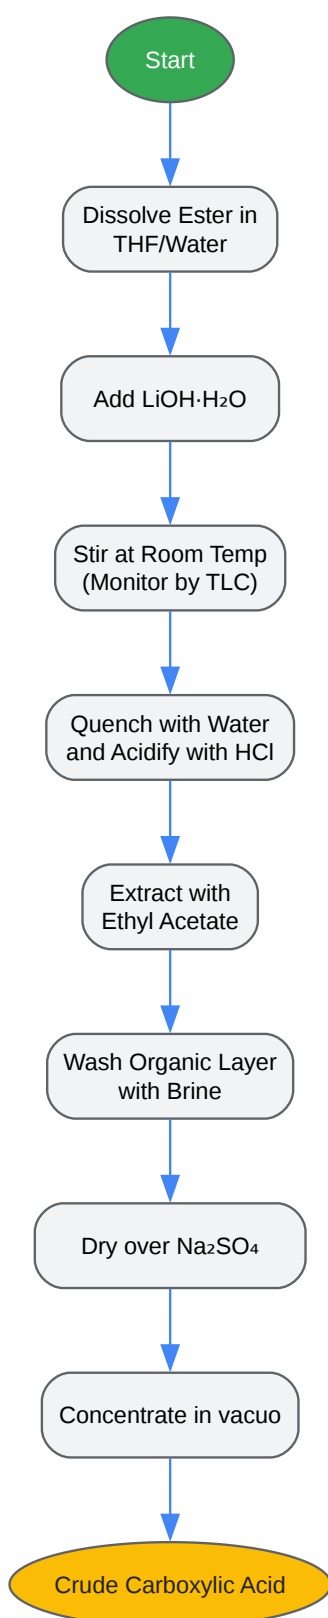 Start
Dissolve Ester in
THF/Water
Add LiOH·H₂O
Stir at Room Temp
(Monitor by TLC)
Quench with Water
and Acidify with HCl
Extract with
Ethyl Acetate
Wash Organic Layer
with Brine
Dry over Na₂SO₄
Concentrate in vacuo
Crude Carboxylic Acid